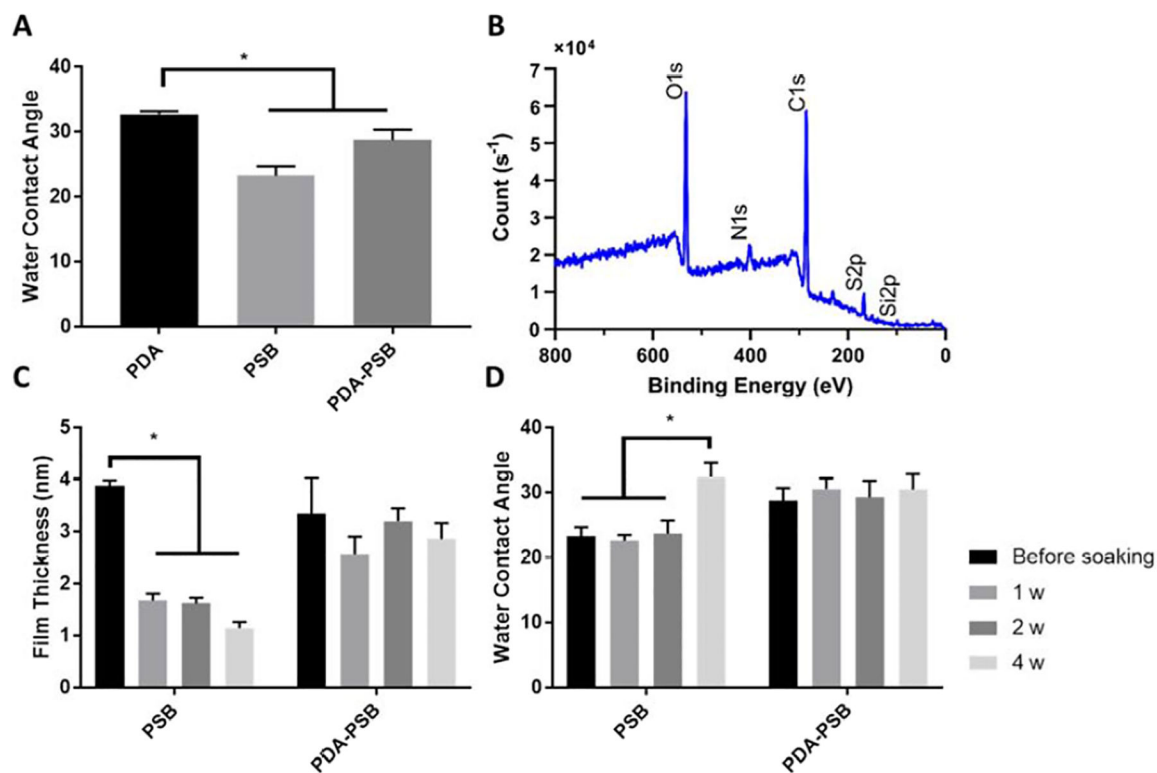 A
Water Contact Angle
40
30
20
10
0
*
PDA
PSB
PDA-PSB
B
×10⁴
Count (s⁻¹)
7
6
5
4
3
2
1
0
O1s
N1s
C1s
S2p
Si2p
800
600
400
200
0
Binding Energy (eV)
C
Film Thickness (nm)
5
4
3
2
1
0
*
PSB
PDA-PSB
D
Water Contact Angle
40
30
20
10
0
*
PSB
PDA-PSB
Before soaking
1 w
2 w
4 w